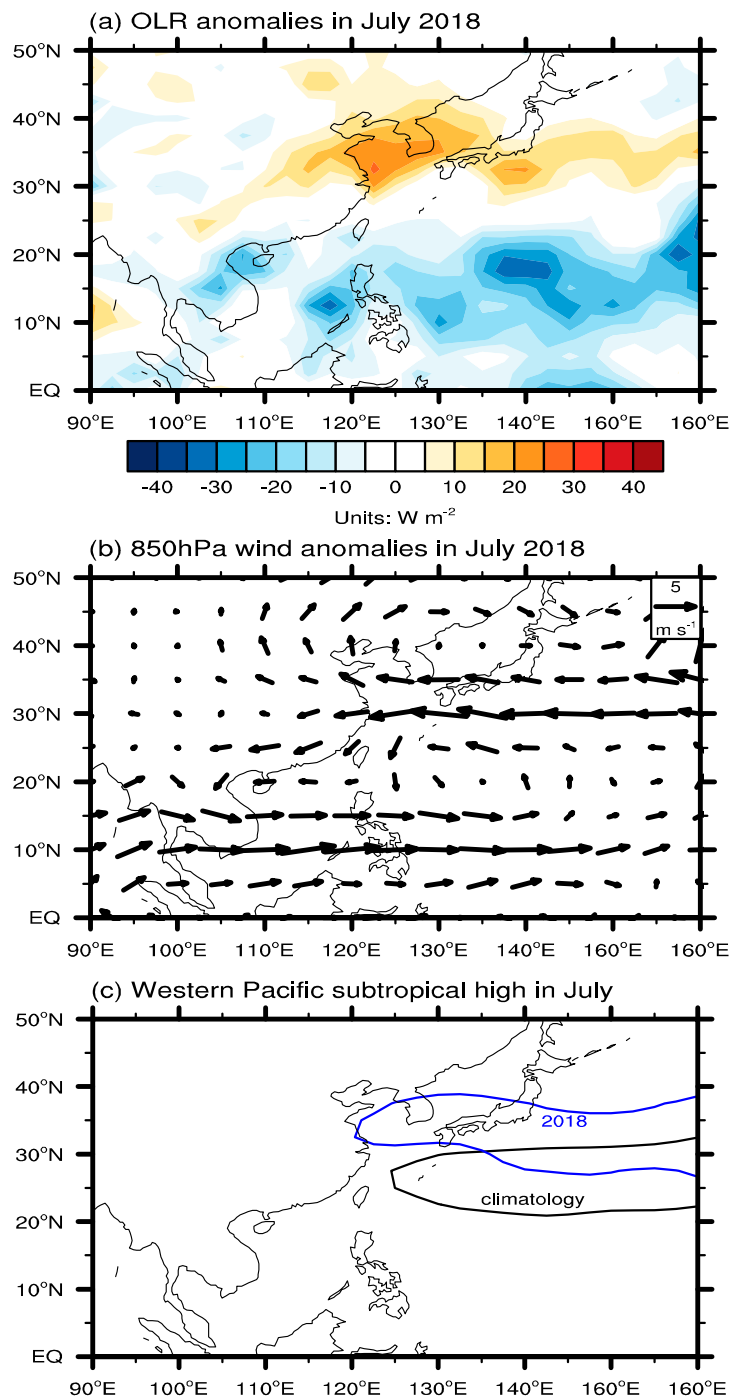 (a) OLR anomalies in July 2018
50°N
40°N
30°N
20°N
10°N
EQ
90°E 100°E 110°E 120°E 130°E 140°E 150°E 160°E
-40 -30 -20 -10 0 10 20 30 40
Units: W m⁻²
(b) 850hPa wind anomalies in July 2018
50°N
5
m s⁻¹
40°N
30°N
20°N
10°N
EQ
90°E 100°E 110°E 120°E 130°E 140°E 150°E 160°E
(c) Western Pacific subtropical high in July
50°N
40°N
2018
30°N
climatology
20°N
10°N
EQ
90°E 100°E 110°E 120°E 130°E 140°E 150°E 160°E